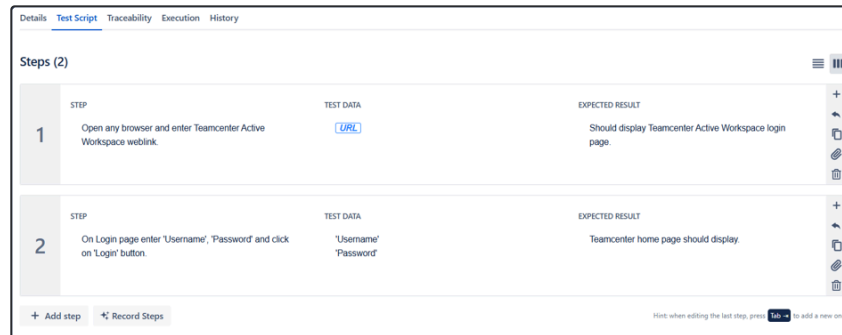 Details Test Script Traceability Execution History
Steps (2)
STEP TEST DATA EXPECTED RESULT
1
Open any browser and enter Teamcenter Active
Workspace weblink.
URL
Should display Teamcenter Active Workspace login
page.
STEP TEST DATA EXPECTED RESULT
2
On Login page enter 'Username', 'Password' and click
on 'Login' button.
'Username'
'Password'
Teamcenter home page should display.
+ Add step Record Steps
Hint: when editing the last step, press Tab to add a new on